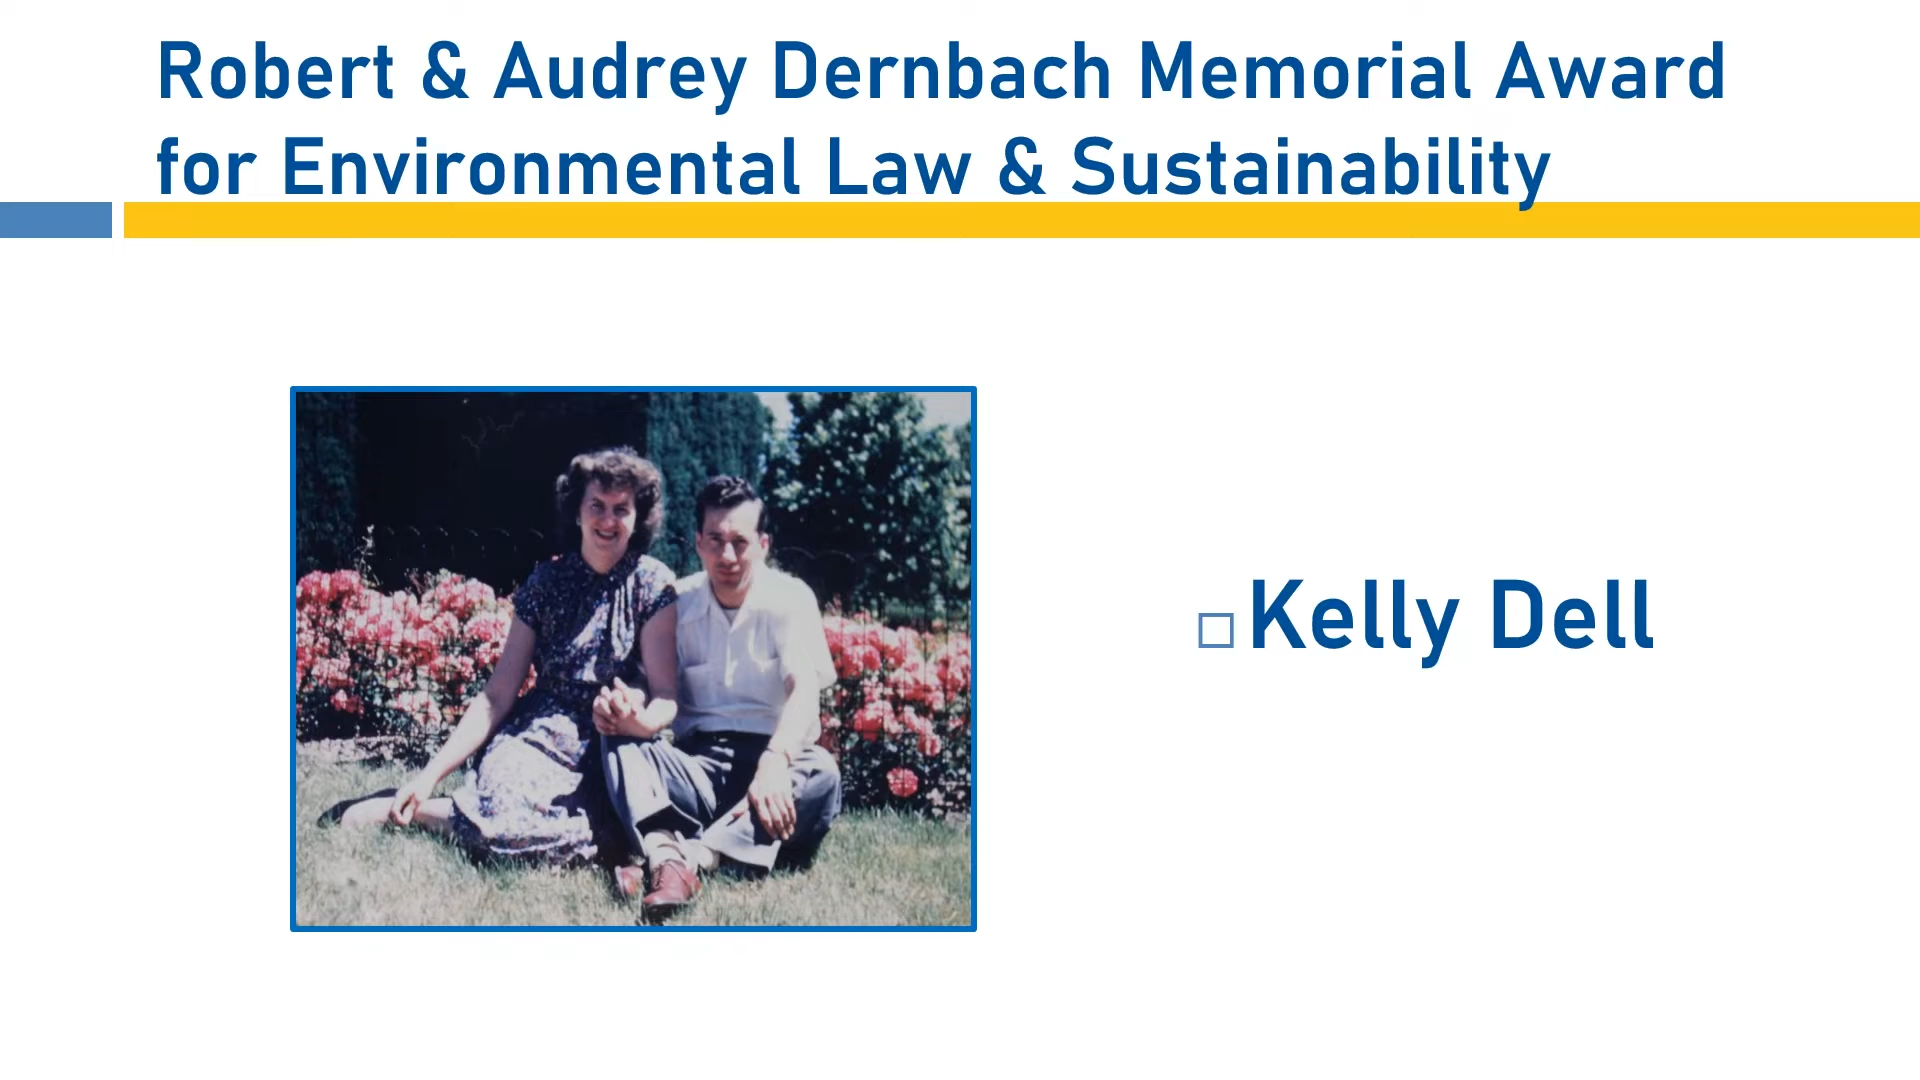 Robert & Audrey Dernbach Memorial Award
for Environmental Law & Sustainability
Kelly Dell